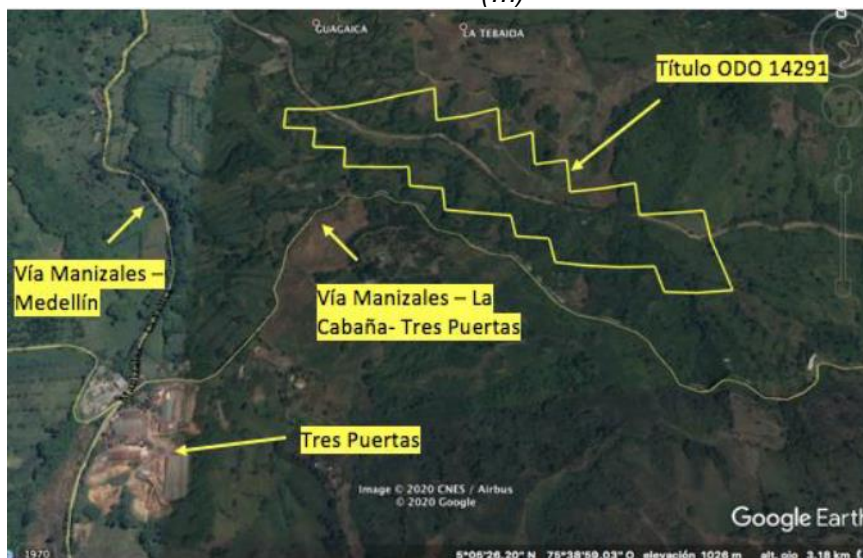 (...)
GUAGAICA
LA TEBAIDA
Título ODO 14291
Vía Manizales –
Medellín
Vía Manizales – La
Cabaña- Tres Puertas
Tres Puertas
Image © 2020 CNES / Airbus
© 2020 Google
Google Earth
1970
5°05'26.20" N 75°38'59.03" O elevación 1026 m alt. ojo 3.18 km